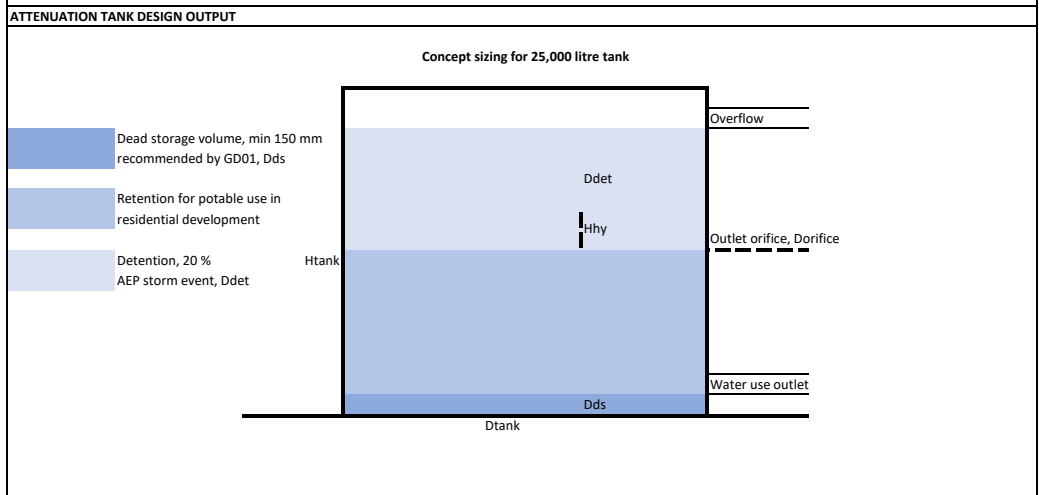 ATTENUATION TANK DESIGN OUTPUT
Concept sizing for 25,000 litre tank
Overflow
Dead storage volume, min 150 mm
recommended by GD01, Dds
Ddet
Retention for potable use in
residential development
Hhy
Outlet orifice, Dorifice
Detention, 20 %
Htank
AEP storm event, Ddet
Water use outlet
Dds
Dtank